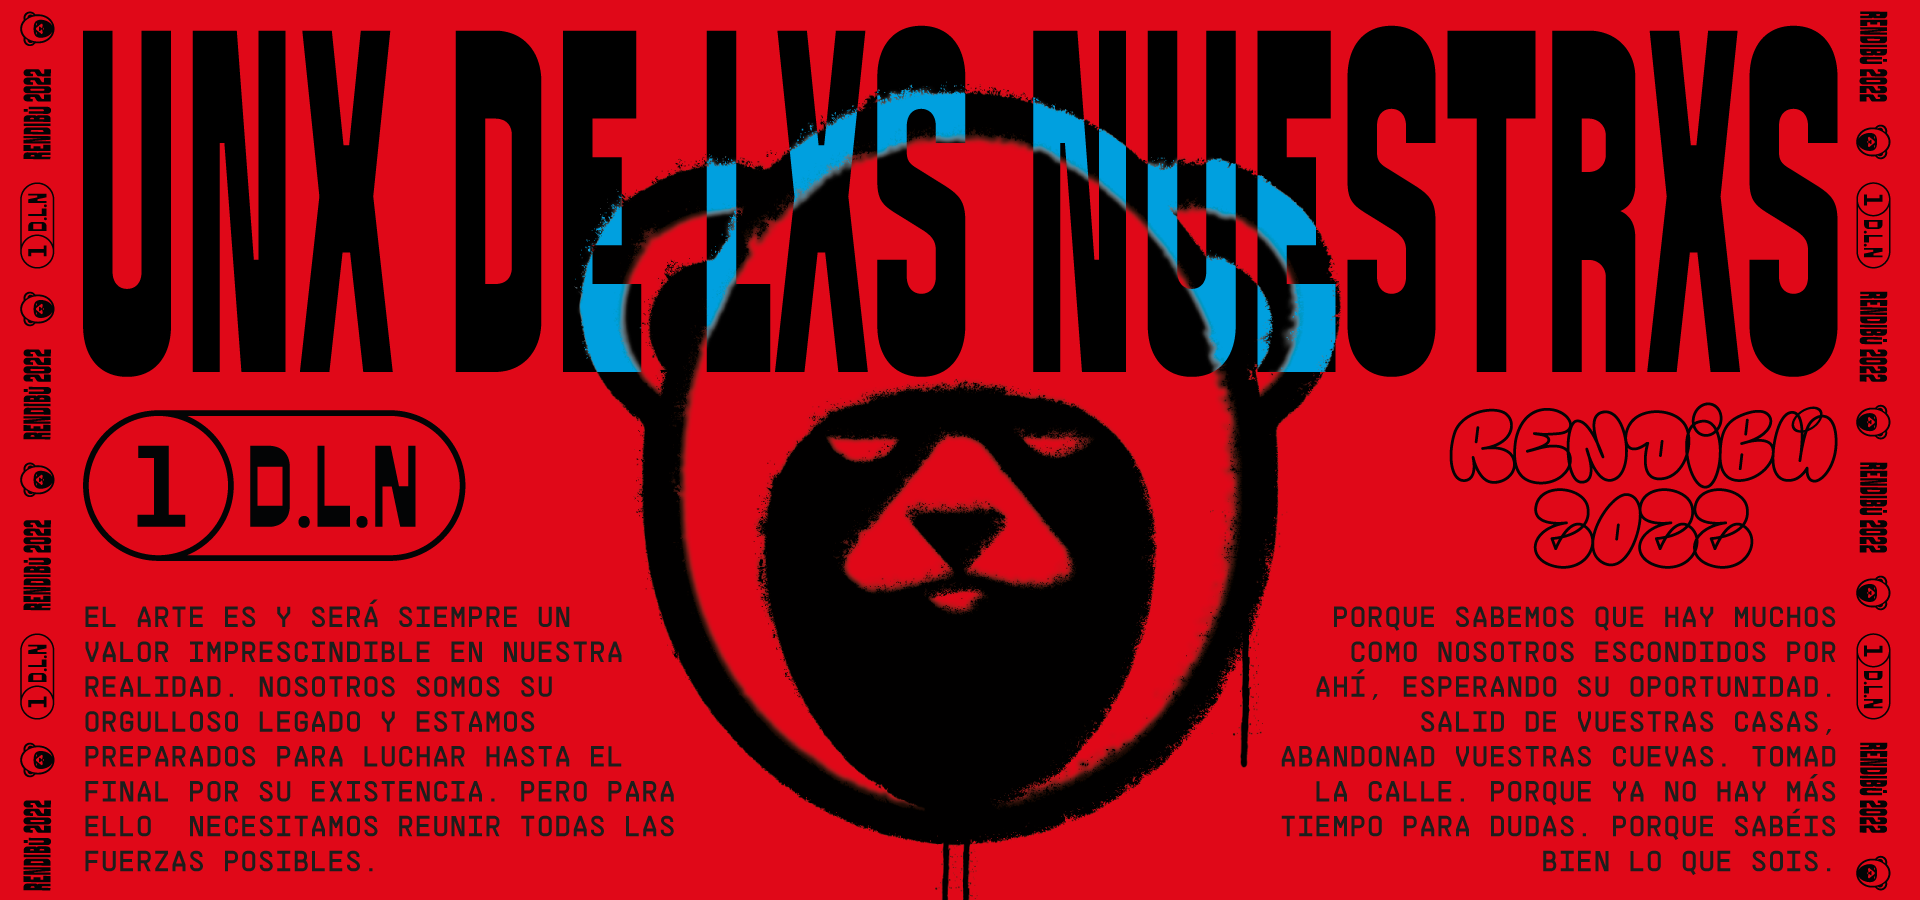 UNX DE LXS NUESTRXS
1 D.L.N
RENDIBÚ
2022
EL ARTE ES Y SERÁ SIEMPRE UN
VALOR IMPRESCINDIBLE EN NUESTRA
REALIDAD. NOSOTROS SOMOS SU
ORGULLOSO LEGADO Y ESTAMOS
PREPARADOS PARA LUCHAR HASTA EL
FINAL POR SU EXISTENCIA. PERO PARA
ELLO  NECESITAMOS REUNIR TODAS LAS
FUERZAS POSIBLES.
PORQUE SABEMOS QUE HAY MUCHOS
COMO NOSOTROS ESCONDIDOS POR
AHÍ, ESPERANDO SU OPORTUNIDAD.
SALID DE VUESTRAS CASAS,
ABANDONAD VUESTRAS CUEVAS. TOMAD
LA CALLE. PORQUE YA NO HAY MÁS
TIEMPO PARA DUDAS. PORQUE SABÉIS
BIEN LO QUE SOIS.
RENDIBÚ 2022
1 D.L.N
RENDIBÚ 2022
RENDIBÚ 2022
1 D.L.N
RENDIBÚ 2022
RENDIBÚ 2022
1 D.L.N
RENDIBÚ 2022
RENDIBÚ 2022
1 D.L.N
RENDIBÚ 2022